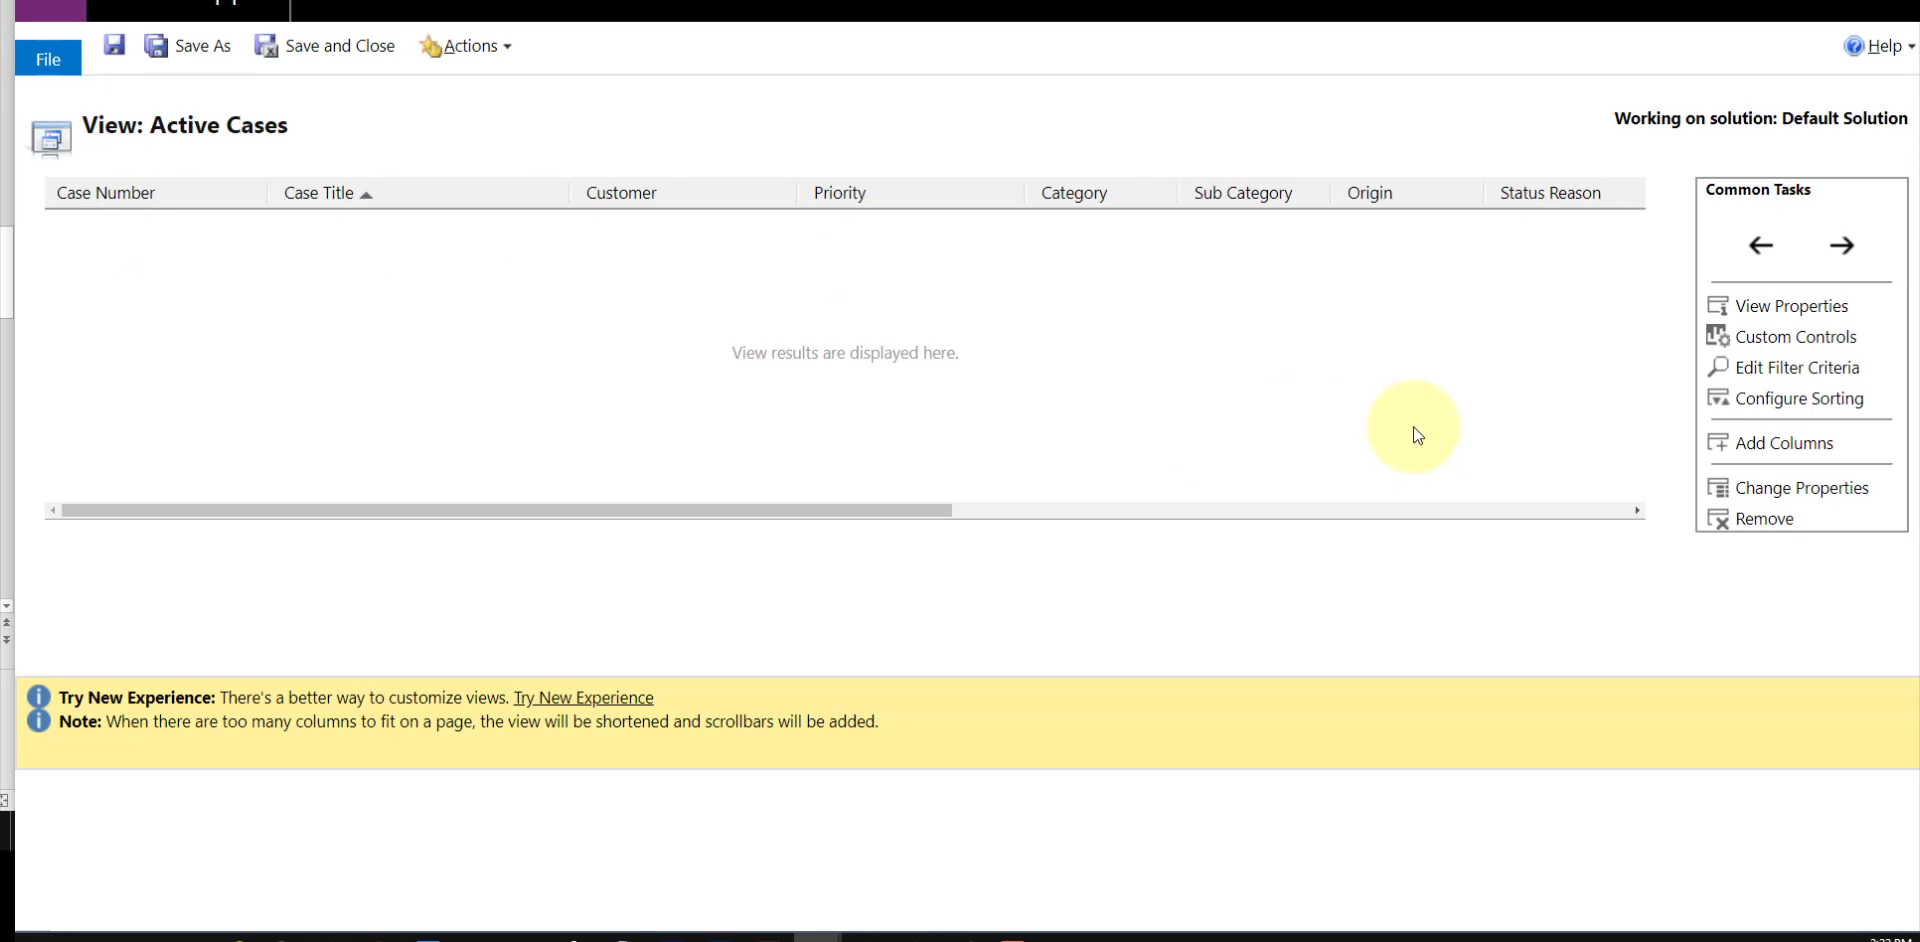 File
Save As
Save and Close
Actions
Help
View: Active Cases
Working on solution: Default Solution
Case Number
Case Title
Customer
Priority
Category
Sub Category
Origin
Status Reason
View results are displayed here.
Common Tasks
View Properties
Custom Controls
Edit Filter Criteria
Configure Sorting
Add Columns
Change Properties
Remove
Try New Experience: There's a better way to customize views. Try New Experience
Note: When there are too many columns to fit on a page, the view will be shortened and scrollbars will be added.